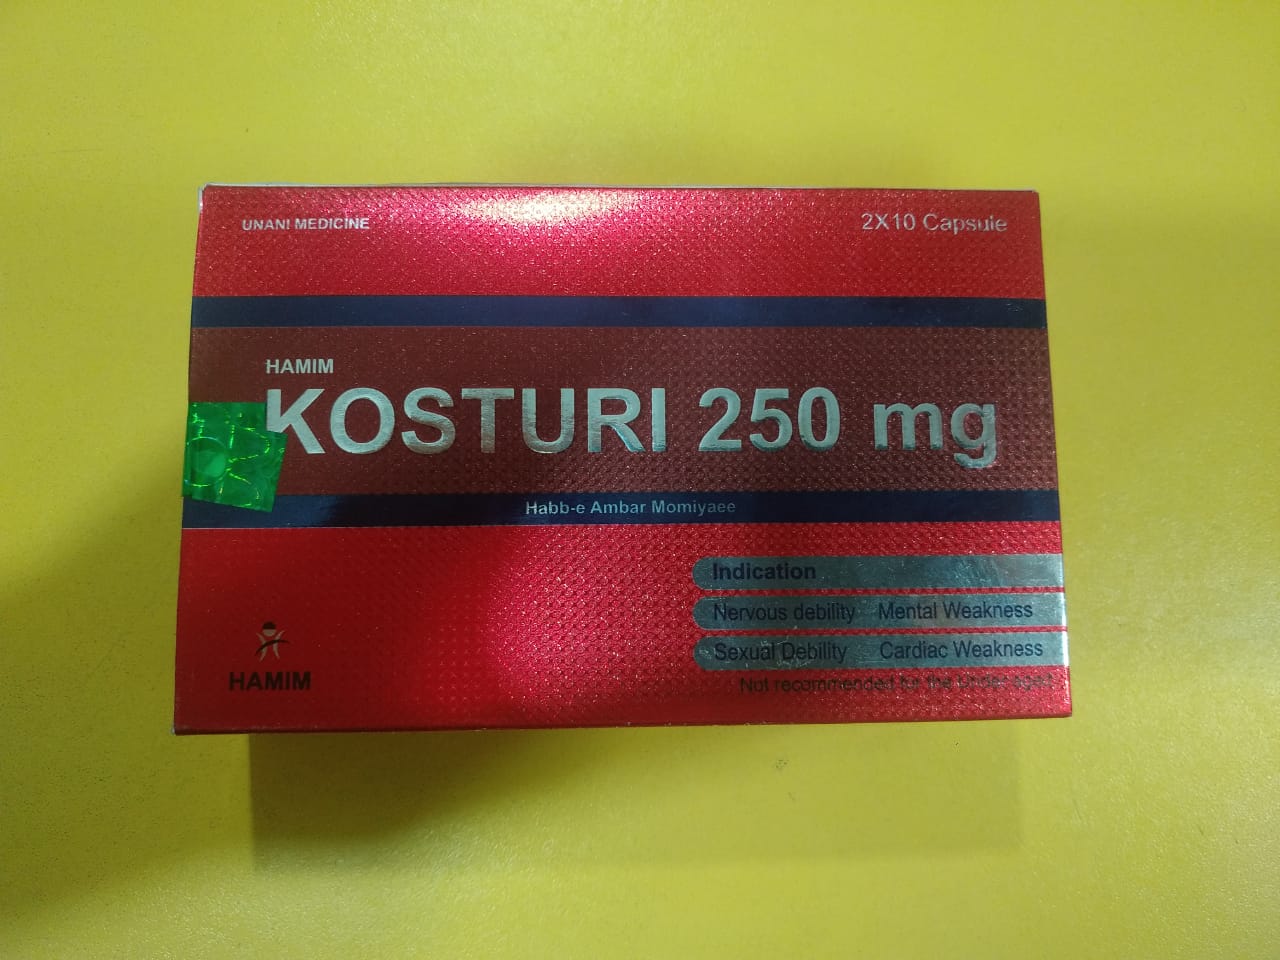 UNANI MEDICINE
2X10 Capsule
HAMIM
KOSTURI 250 mg
Habb-e Ambar Momiyaee
Indication
Nervous debility Mental Weakness
Sexual Debility Cardiac Weakness
Not recommended for the under aged
HAMIM